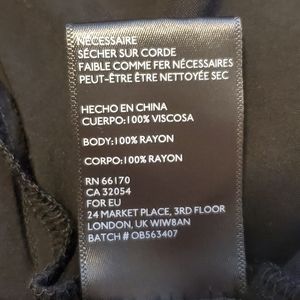 NÉCESSAIRE
SÉCHER SUR CORDE
FAIBLE COMME FER NÉCESSAIRES
PEUT-ÊTRE ÊTRE NETTOYÉE SEC
HECHO EN CHINA
CUERPO:100% VISCOSA
BODY:100% RAYON
CORPO:100% RAYON
RN 66170
CA 32054
FOR EU
24 MARKET PLACE, 3RD FLOOR
LONDON, UK W1W8AN
BATCH # OB563407